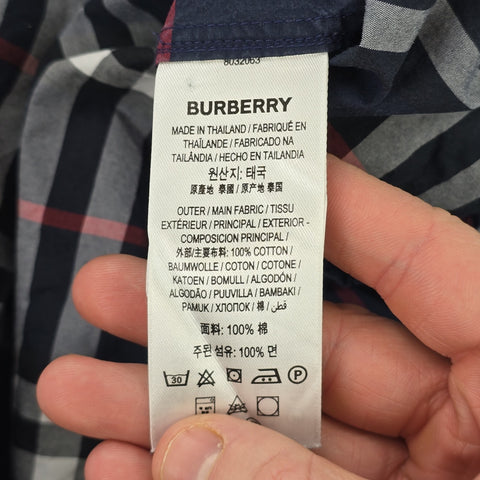 8032063
BURBERRY
MADE IN THAILAND / FABRIQUÉ EN
THAÏLANDE / FABRICADO NA
TAILÂNDIA / HECHO EN TAILANDIA
원산지: 태국
原產地 泰國 / 原产地 泰国
OUTER / MAIN FABRIC / TISSU
EXTÉRIEUR / PRINCIPAL / EXTERIOR -
COMPOSICIÓN PRINCIPAL /
外部/主要布料: 100% COTTON /
BAUMWOLLE / COTON / COTONE /
KATOEN / BOMULL / ALGODÓN /
ALGODÃO / PUUVILLA / BAMBAKI /
PAMUK / ХЛОПОК / 棉 / قطن
面料: 100% 棉
주된 섬유: 100% 면
30 P